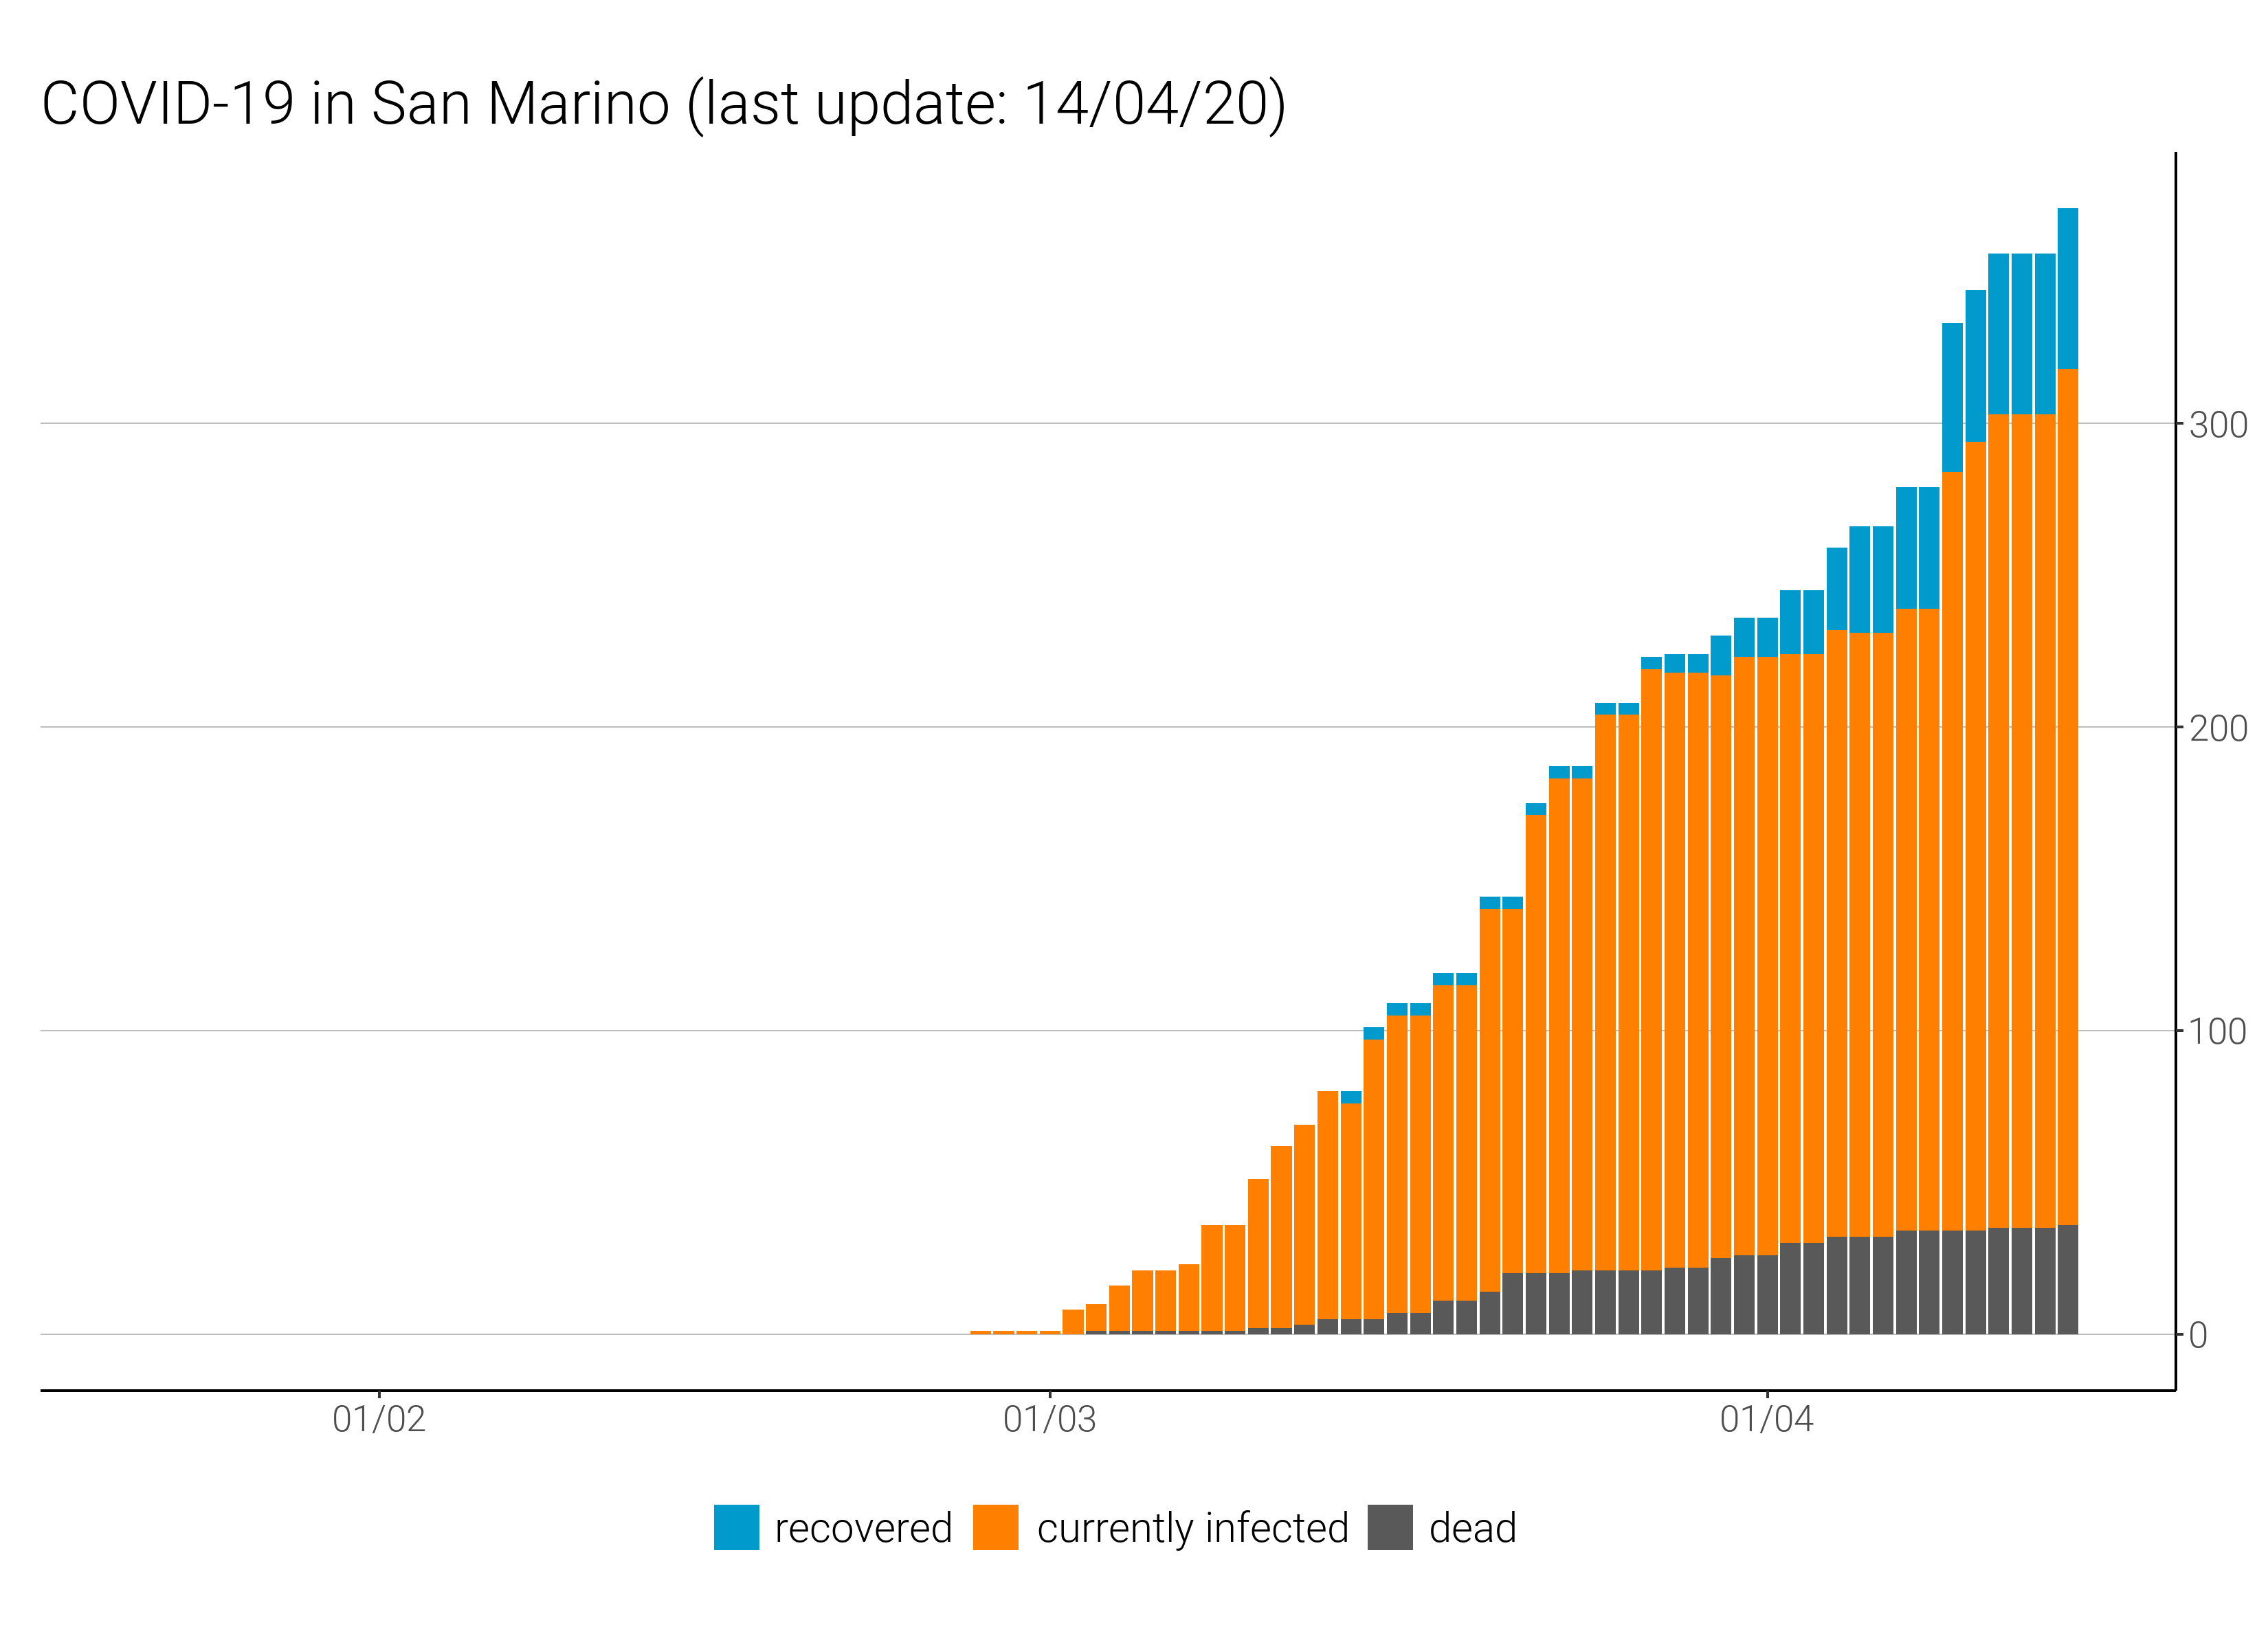 COVID-19 in San Marino (last update: 14/04/20)
300
200
100
0
01/02 01/03 01/04
recovered currently infected dead